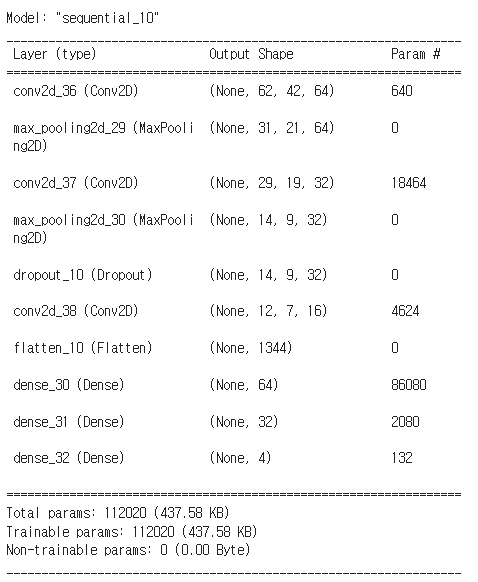 Model: "sequential_10"
_________________________________________________________________
Layer (type) Output Shape Param #
=================================================================
conv2d_36 (Conv2D) (None, 62, 42, 64) 640
max_pooling2d_29 (MaxPooli (None, 31, 21, 64) 0
ng2D)
conv2d_37 (Conv2D) (None, 29, 19, 32) 18464
max_pooling2d_30 (MaxPooli (None, 14, 9, 32) 0
ng2D)
dropout_10 (Dropout) (None, 14, 9, 32) 0
conv2d_38 (Conv2D) (None, 12, 7, 16) 4624
flatten_10 (Flatten) (None, 1344) 0
dense_30 (Dense) (None, 64) 86080
dense_31 (Dense) (None, 32) 2080
dense_32 (Dense) (None, 4) 132
=================================================================
Total params: 112020 (437.58 KB)
Trainable params: 112020 (437.58 KB)
Non-trainable params: 0 (0.00 Byte)
_________________________________________________________________